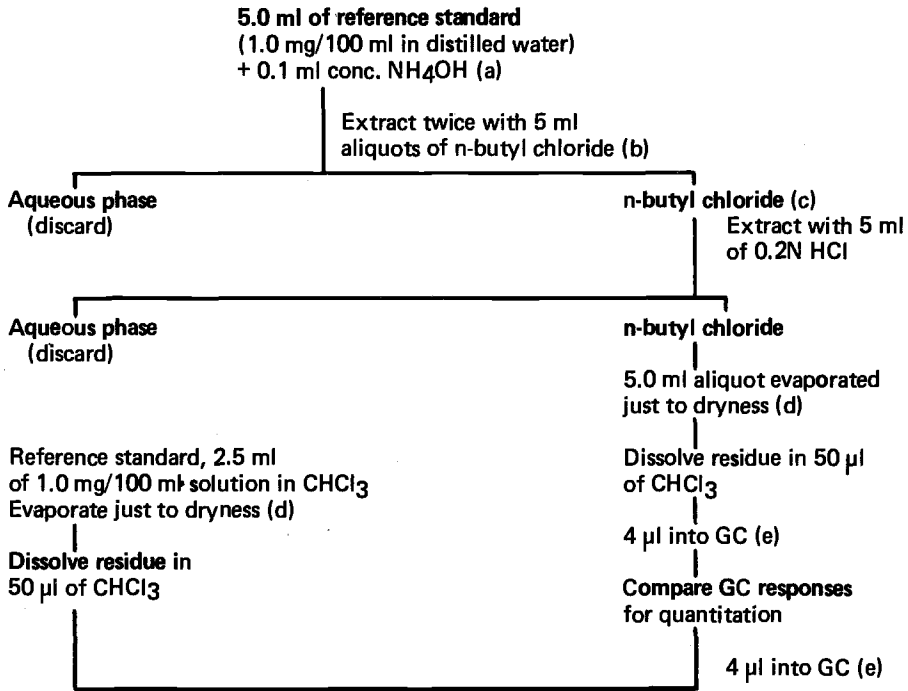 5.0 ml of reference standard
(1.0 mg/100 ml in distilled water)
+ 0.1 ml conc. NH4OH (a)
Extract twice with 5 ml
aliquots of n-butyl chloride (b)
Aqueous phase
(discard)
n-butyl chloride (c)
Extract with 5 ml
of 0.2N HCl
Aqueous phase
(discard)
n-butyl chloride
5.0 ml aliquot evaporated
just to dryness (d)
Reference standard, 2.5 ml
of 1.0 mg/100 ml solution in CHCl3
Evaporate just to dryness (d)
Dissolve residue in
50 µl of CHCl3
Dissolve residue in 50 µl
of CHCl3
4 µl into GC (e)
Compare GC responses
for quantitation
4 µl into GC (e)